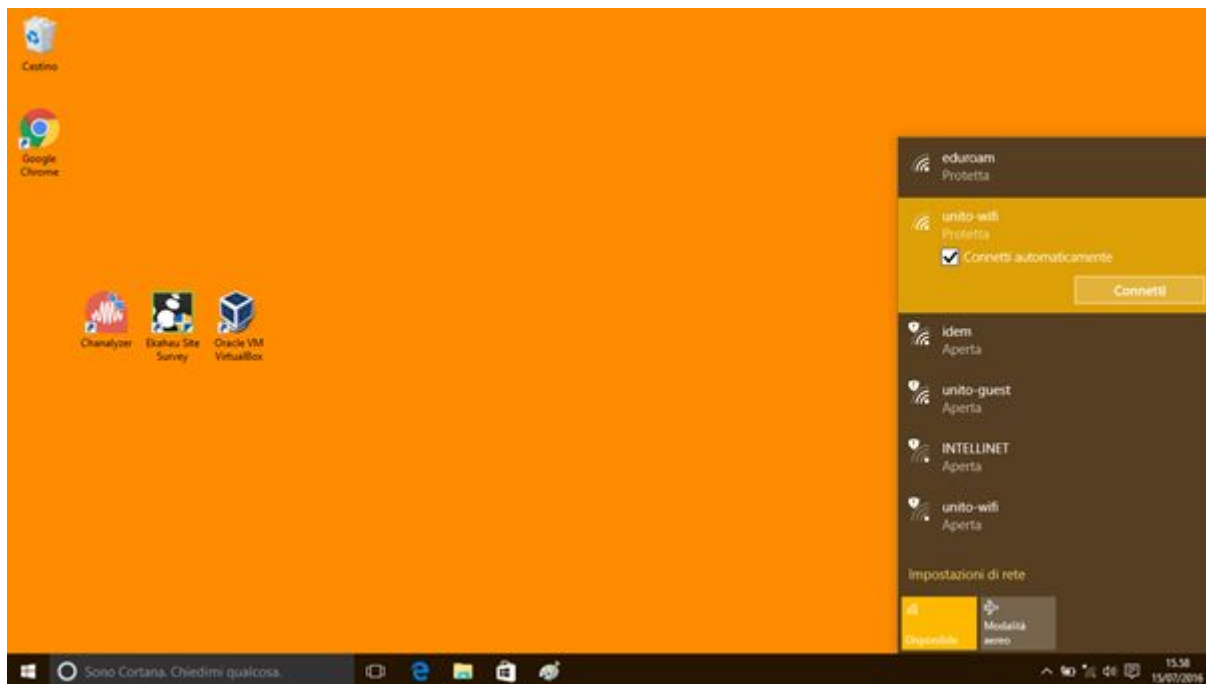 Cestino
Google
Chrome
Chanalyzer
Ekahau Site
Survey
Oracle VM
VirtualBox
eduroam
Protetta
unito-wifi
Protetta
Connetti automaticamente
Connetti
idem
Aperta
unito-guest
Aperta
INTELLINET
Aperta
unito-wifi
Aperta
Impostazioni di rete
Disponibile
Modalità
aereo
Sono Cortana. Chiedimi qualcosa.
15.58
15/07/2016